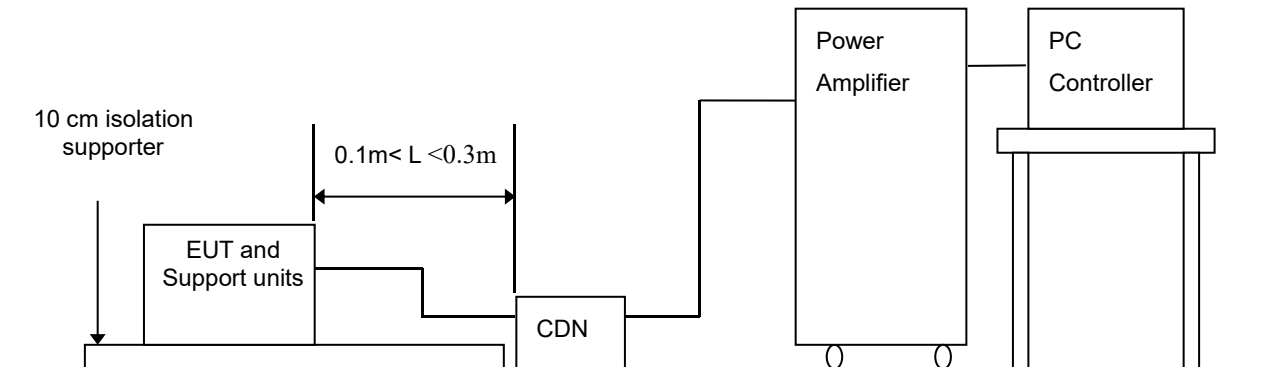 Power
Amplifier
PC
Controller
10 cm isolation
supporter
0.1m< L <0.3m
EUT and
Support units
CDN